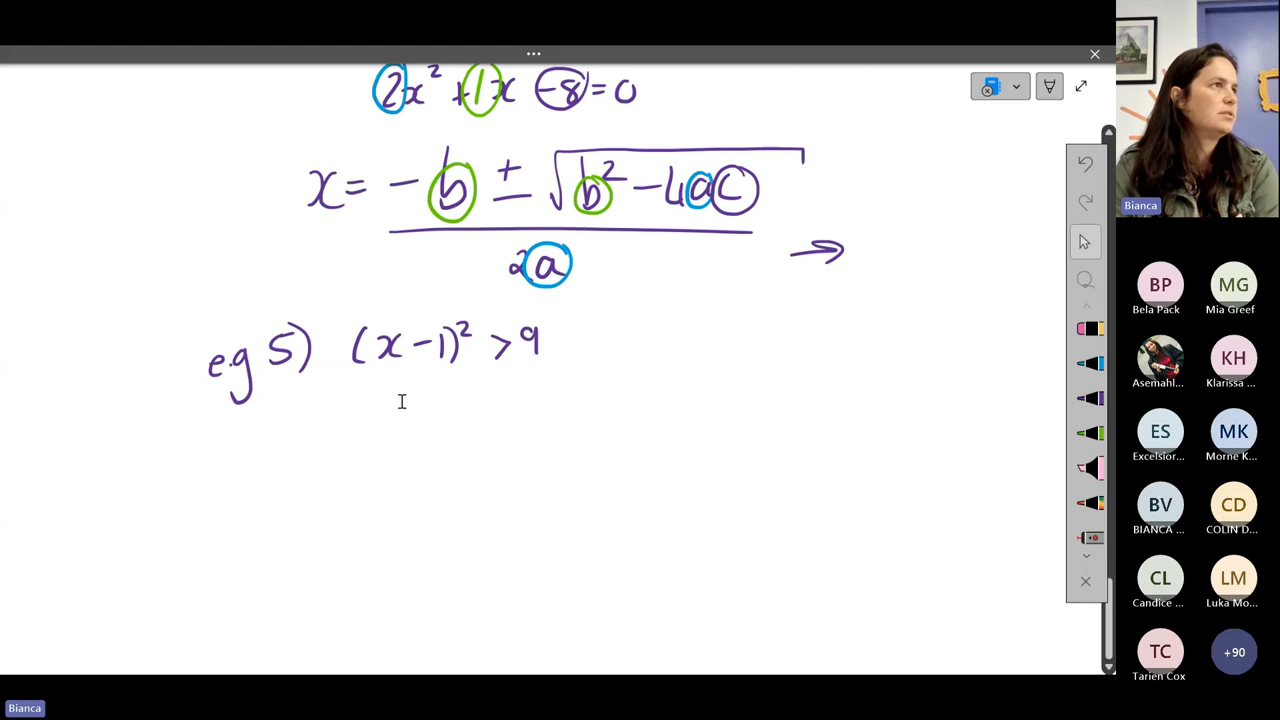 2x² + 1x - 8 = 0
x = -b ± √b² - 4ac
2a
→
e.g 5) (x - 1)² > 9
Bianca
BP
MG
Bela Pack
Mia Greef
KH
Asemahl...
Klarissa ...
ES
MK
Excelsior...
Morne K...
BV
CD
BIANCA ...
COLIN D...
CL
LM
Candice ...
Luka Mo...
TC
+90
Tarien Cox
Bianca